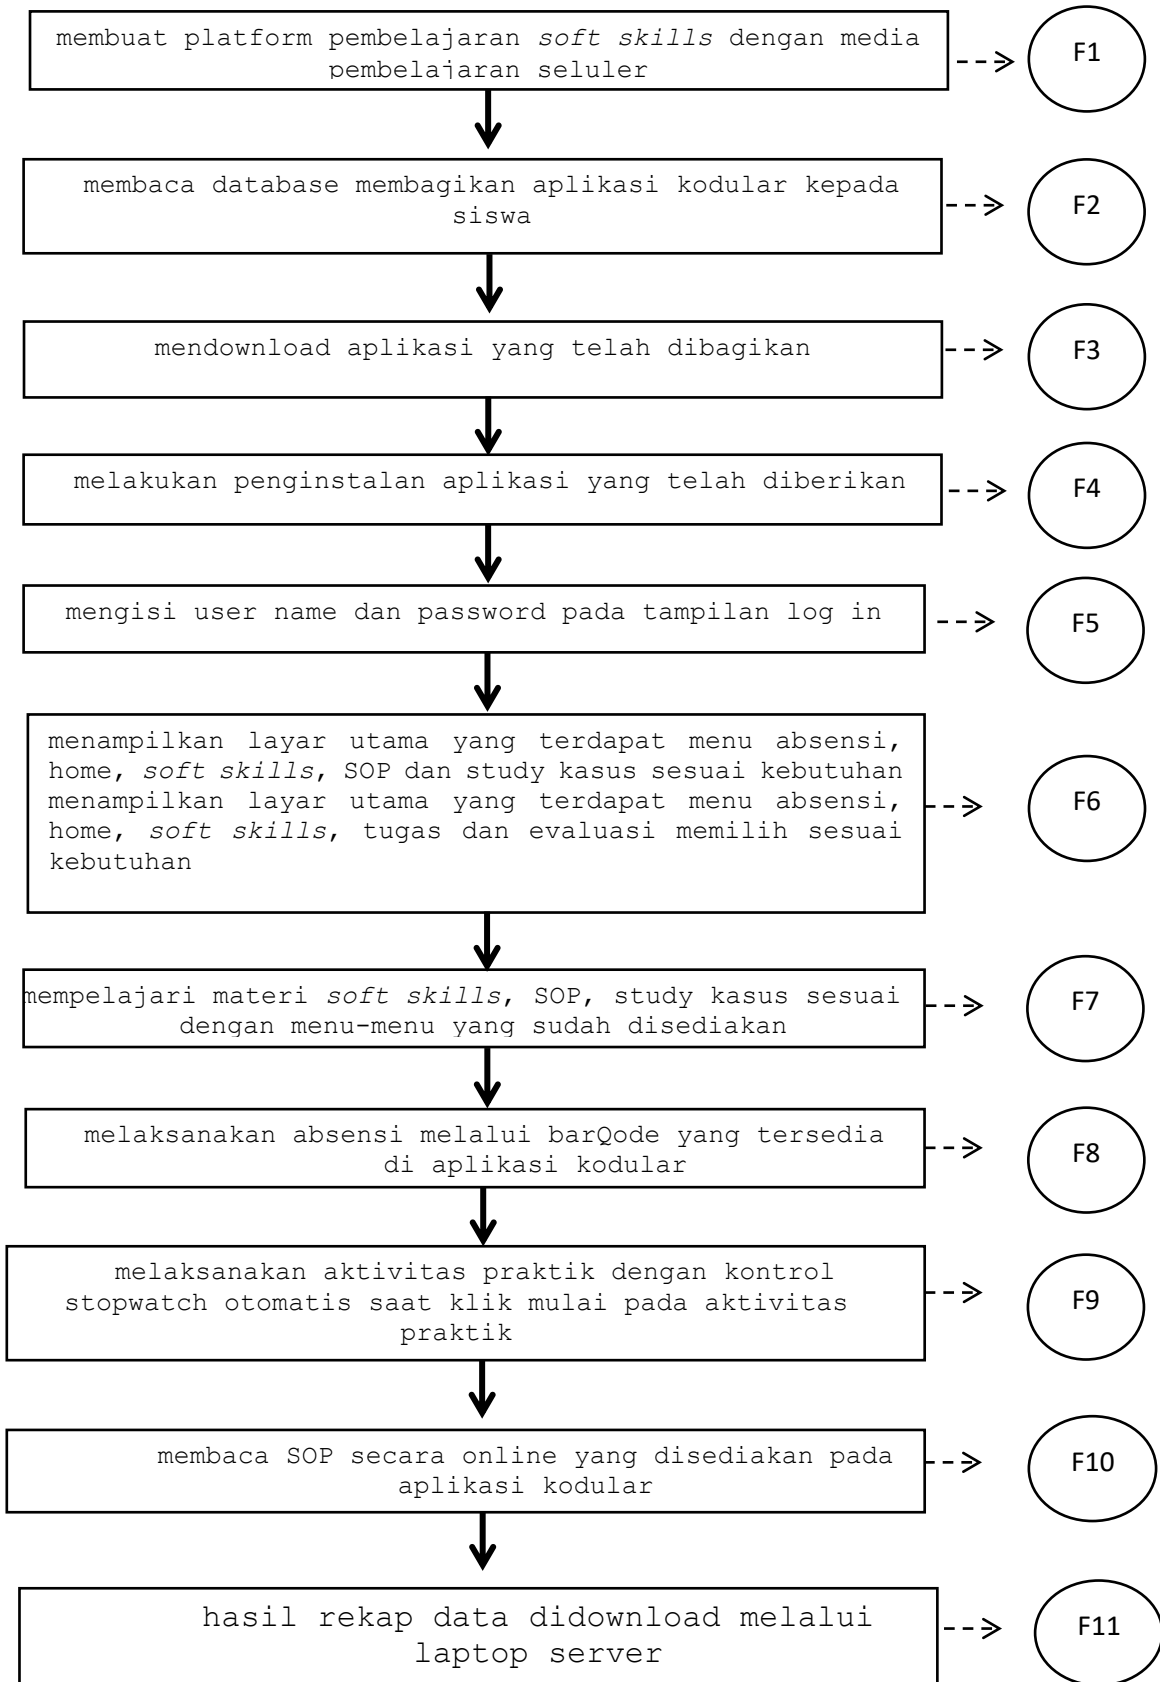 membuat platform pembelajaran soft skills dengan media
pembelajaran seluler
F1
membaca database membagikan aplikasi kodular kepada
siswa
F2
mendownload aplikasi yang telah dibagikan
F3
melakukan penginstalan aplikasi yang telah diberikan
F4
mengisi user name dan password pada tampilan log in
F5
menampilkan layar utama yang terdapat menu absensi,
home, soft skills, SOP dan study kasus sesuai kebutuhan
menampilkan layar utama yang terdapat menu absensi,
home, soft skills, tugas dan evaluasi memilih sesuai
kebutuhan
F6
mempelajari materi soft skills, SOP, study kasus sesuai
dengan menu-menu yang sudah disediakan
F7
melaksanakan absensi melalui barQode yang tersedia
di aplikasi kodular
F8
melaksanakan aktivitas praktik dengan kontrol
stopwatch otomatis saat klik mulai pada aktivitas
praktik
F9
membaca SOP secara online yang disediakan pada
aplikasi kodular
F10
hasil rekap data didownload melalui
laptop server
F11